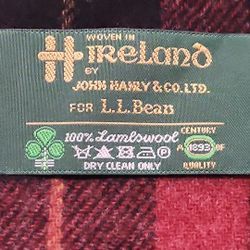 WOVEN IN
IRELAND
BY
JOHN HANLY & CO. LTD.
FOR L.L.Bean
100% Lambswool
DRY CLEAN ONLY
CENTURY
A 1893 OF
QUALITY